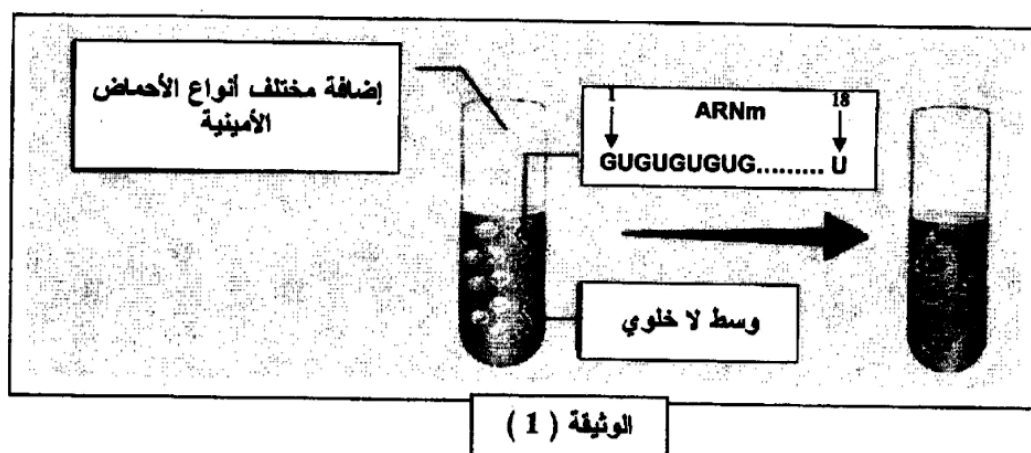 إضافة مختلف أنواع الأحماض
الأمينية
1 18
ARNm
GUGUGUGUG.........U
وسط لا خلوي
الوثيقة ( 1 )